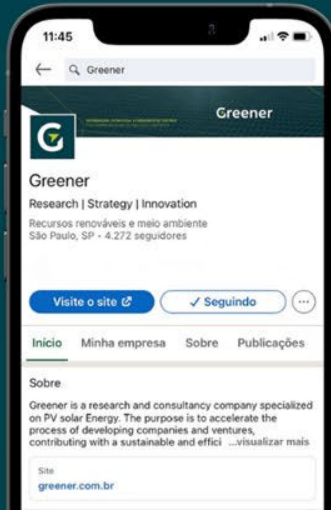 11:45
Greener
Greener
Greener
Research | Strategy | Innovation
Recursos renováveis e meio ambiente
São Paulo, SP • 4.272 seguidores
Visite o site
Seguindo
Início Minha empresa Sobre Publicações
Sobre
Greener is a research and consultancy company specialized
on PV solar Energy. The purpose is to accelerate the
process of developing companies and ventures,
contributing with a sustainable and effici ...visualizar mais
Site
greener.com.br